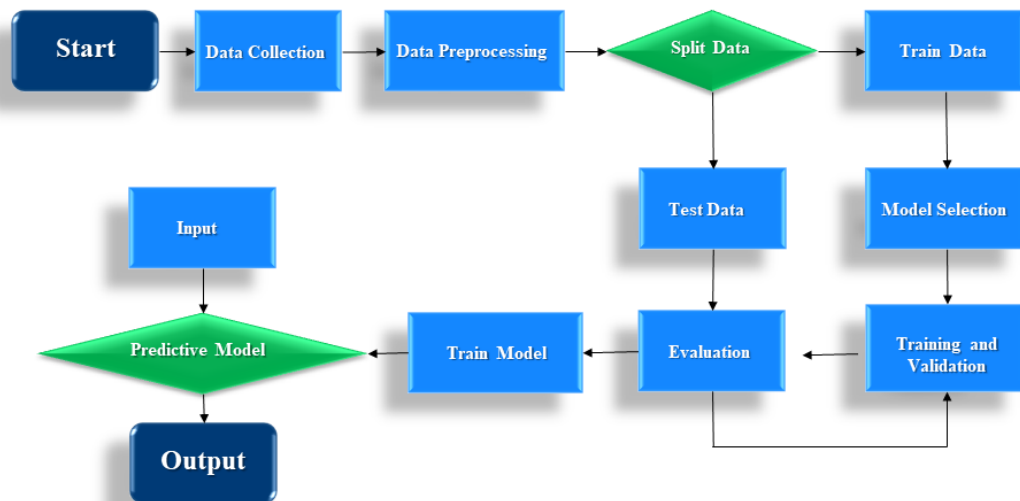 Start
Data Collection
Data Preprocessing
Split Data
Train Data
Input
Test Data
Model Selection
Predictive Model
Train Model
Evaluation
Training and
Validation
Output